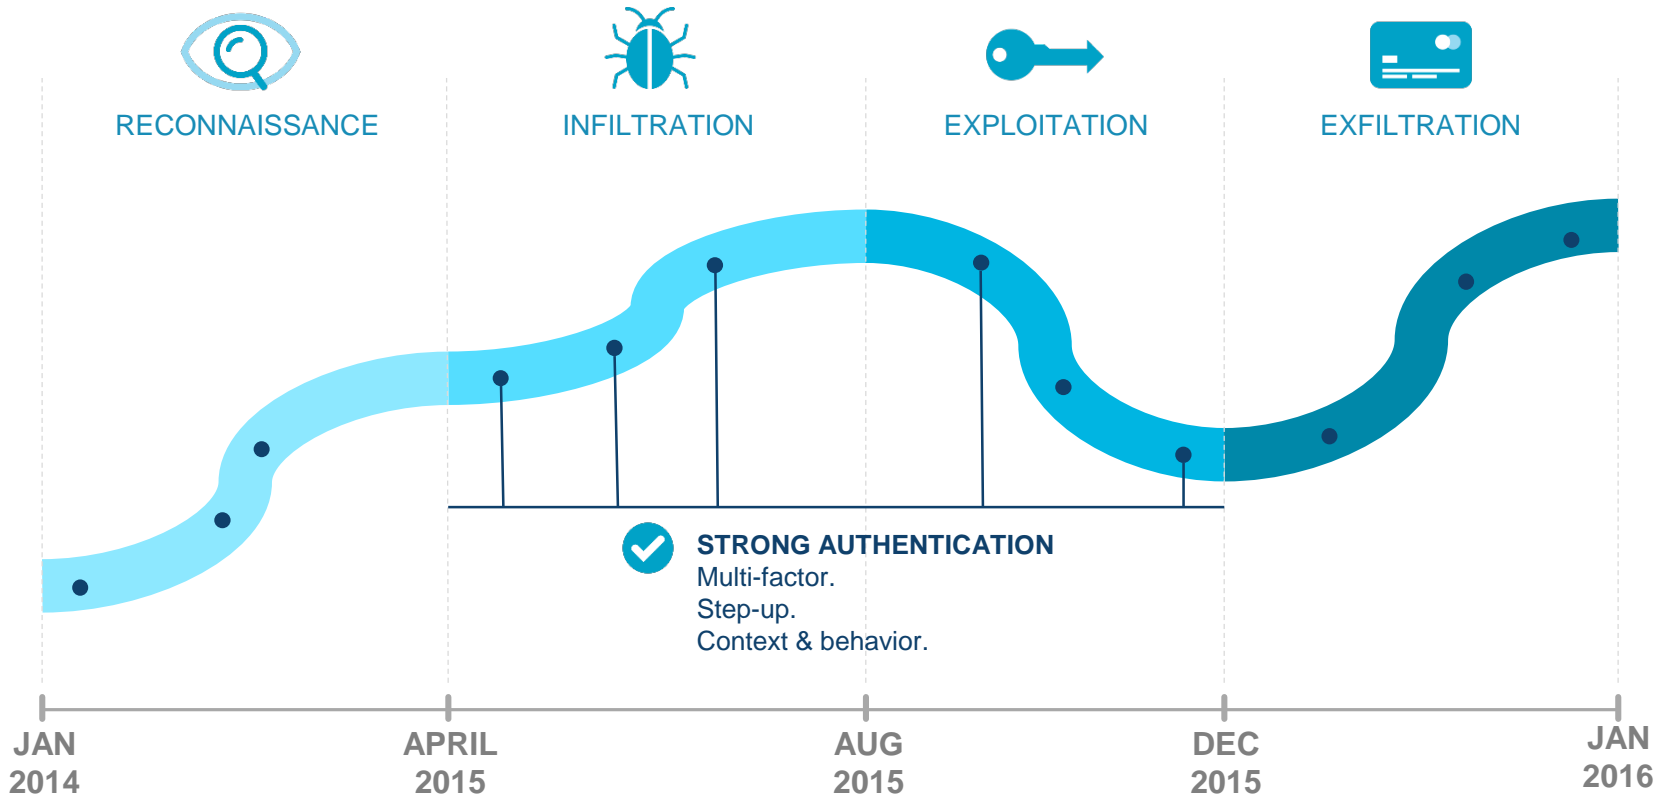 RECONNAISSANCE
INFILTRATION
EXPLOITATION
EXFILTRATION
STRONG AUTHENTICATION
Multi-factor.
Step-up.
Context & behavior.
JAN
2014
APRIL
2015
AUG
2015
DEC
2015
JAN
2016